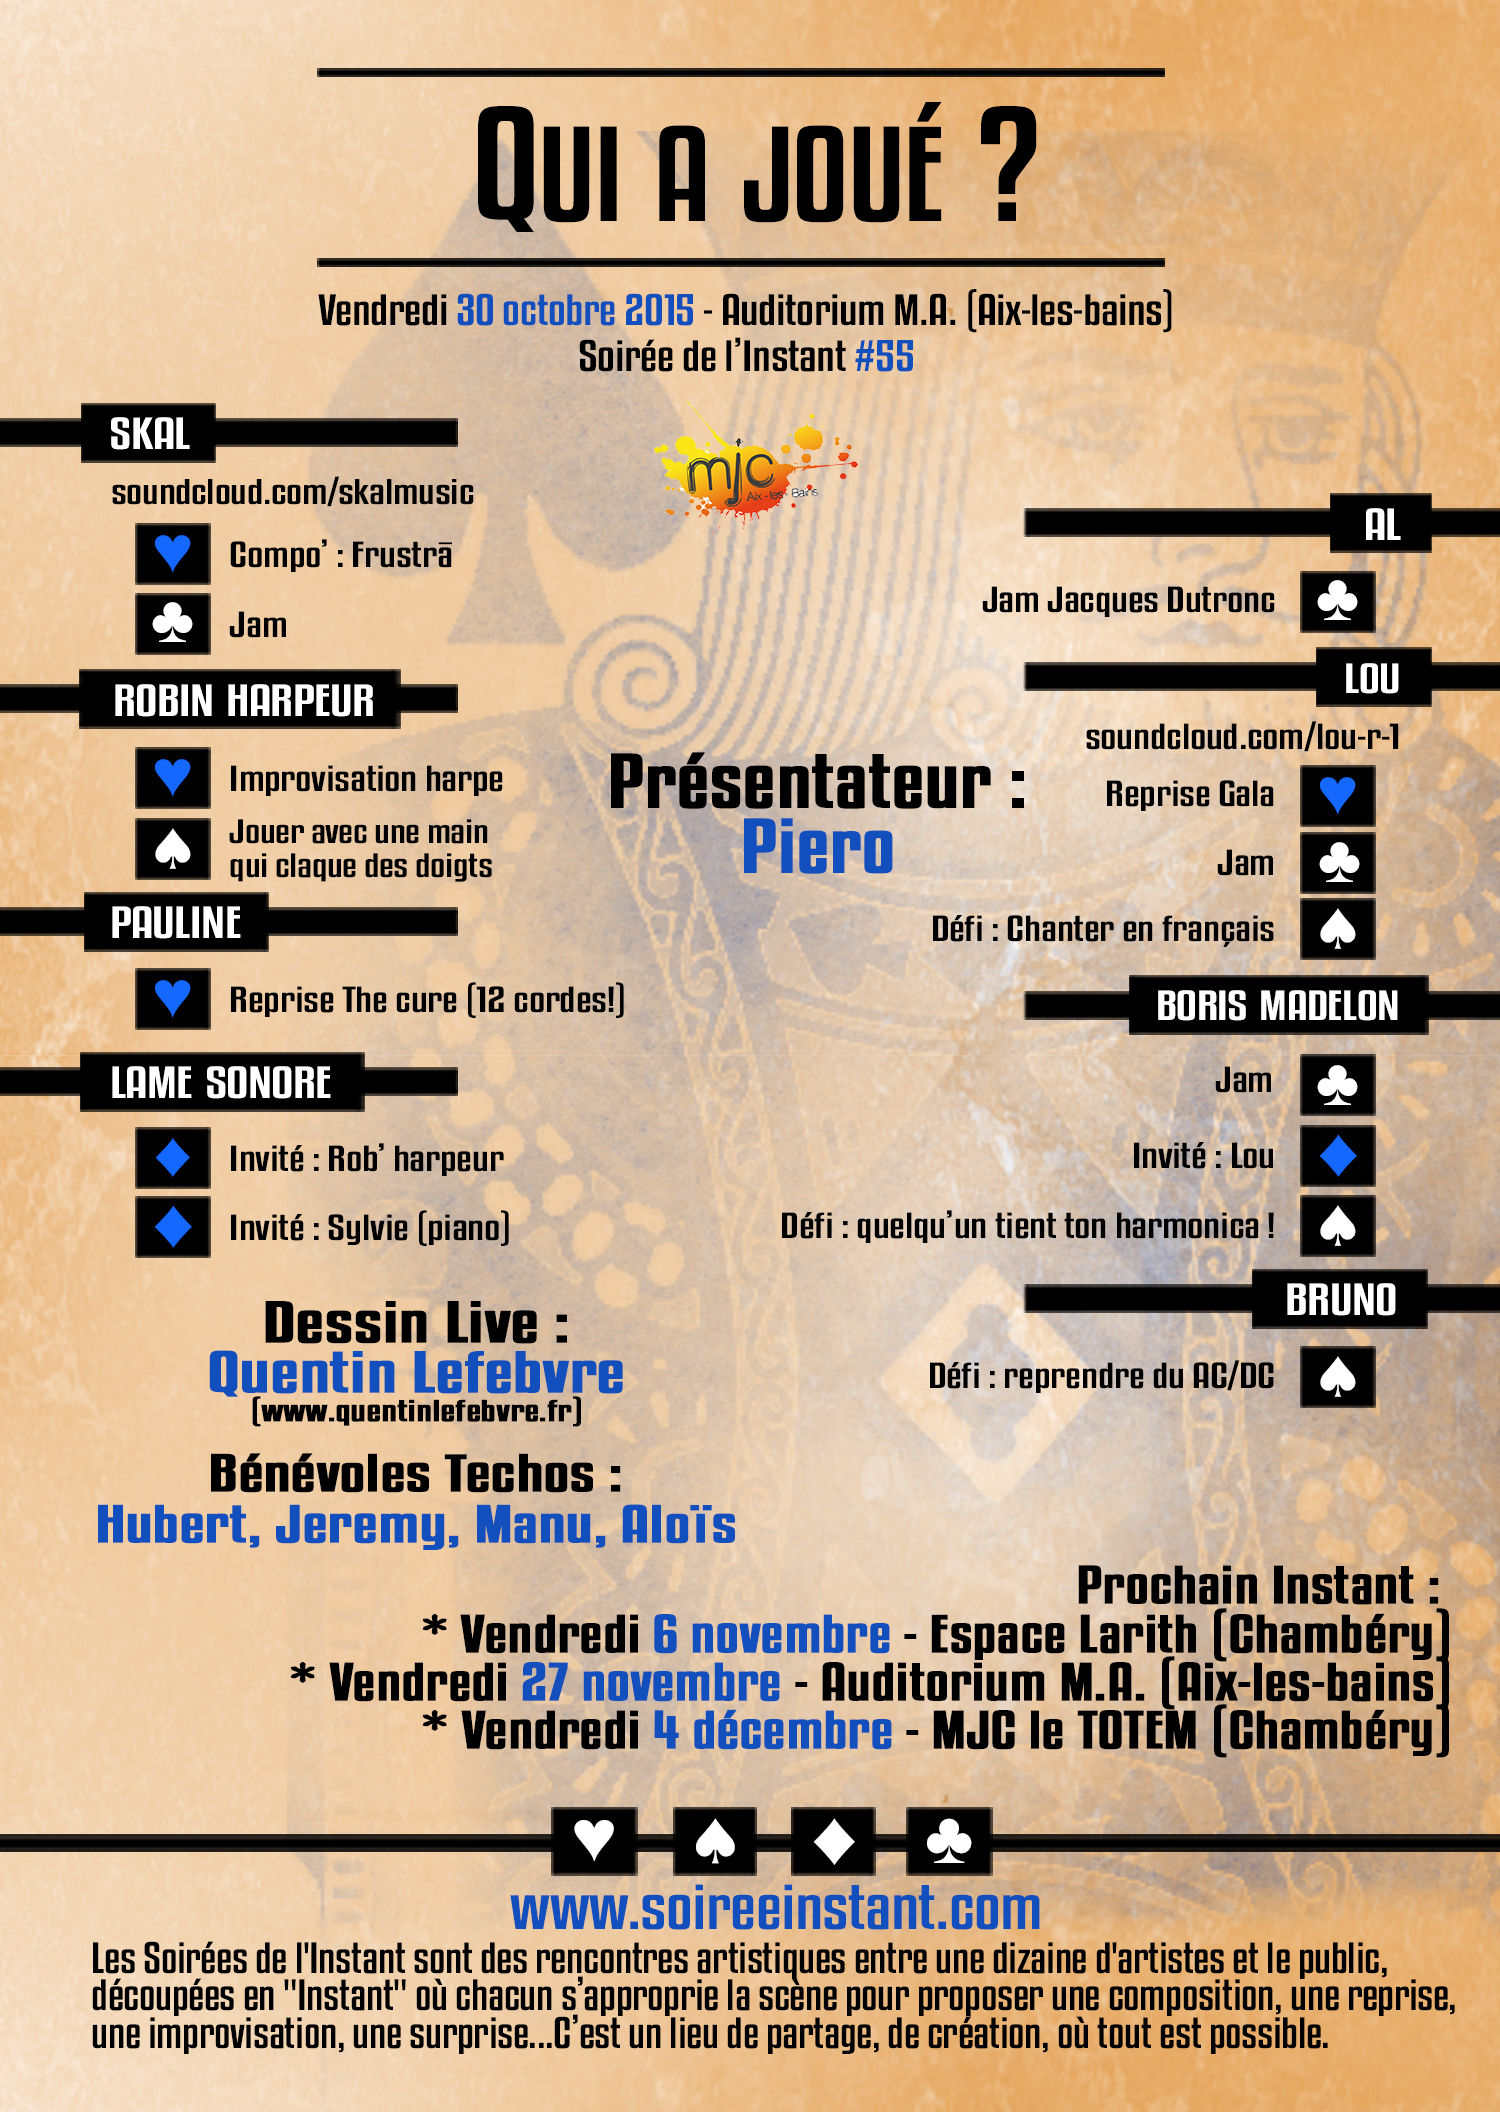 Qui a joué ?
Vendredi 30 octobre 2015 - Auditorium M.A. (Aix-les-bains)
Soirée de l'Instant #55
mjc
Aix-les-Bains
SKAL
soundcloud.com/skalmusic
Compo' : Frustrā
Jam
ROBIN HARPEUR
Improvisation harpe
Jouer avec une main
qui claque des doigts
PAULINE
Reprise The cure (12 cordes!)
LAME SONORE
Invité : Rob' harpeur
Invité : Sylvie (piano)
Présentateur :
Piero
AL
Jam Jacques Dutronc
LOU
soundcloud.com/lou-r-1
Reprise Gala
Jam
Défi : Chanter en français
BORIS MADELON
Jam
Invité : Lou
Défi : quelqu'un tient ton harmonica !
BRUNO
Défi : reprendre du AC/DC
Dessin Live :
Quentin Lefebvre
(www.quentinlefebvre.fr)
Bénévoles Techos :
Hubert, Jeremy, Manu, Aloïs
Prochain Instant :
* Vendredi 6 novembre - Espace Larith (Chambéry)
* Vendredi 27 novembre - Auditorium M.A. (Aix-les-bains)
* Vendredi 4 décembre - MJC le TOTEM (Chambéry)
www.soireeinstant.com
Les Soirées de l'Instant sont des rencontres artistiques entre une dizaine d'artistes et le public,
découpées en "Instant" où chacun s'approprie la scène pour proposer une composition, une reprise,
une improvisation, une surprise...C'est un lieu de partage, de création, où tout est possible.